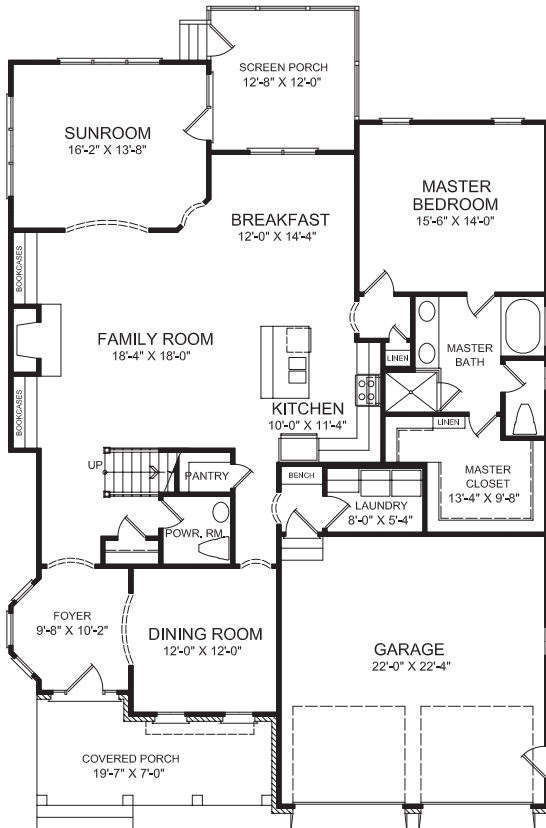 SCREEN PORCH
12'-8" X 12'-0"
SUNROOM
16'-2" X 13'-8"
MASTER
BEDROOM
15'-6" X 14'-0"
BREAKFAST
12'-0" X 14'-4"
BOOKCASES
FAMILY ROOM
18'-4" X 18'-0"
MASTER
BATH
LINEN
BOOKCASES
KITCHEN
10'-0" X 11'-4"
LINEN
UP
PANTRY
BENCH
MASTER
CLOSET
13'-4" X 9'-8"
LAUNDRY
8'-0" X 5'-4"
POWR. RM.
FOYER
9'-8" X 10'-2"
DINING ROOM
12'-0" X 12'-0"
GARAGE
22'-0" X 22'-4"
COVERED PORCH
19'-7" X 7'-0"